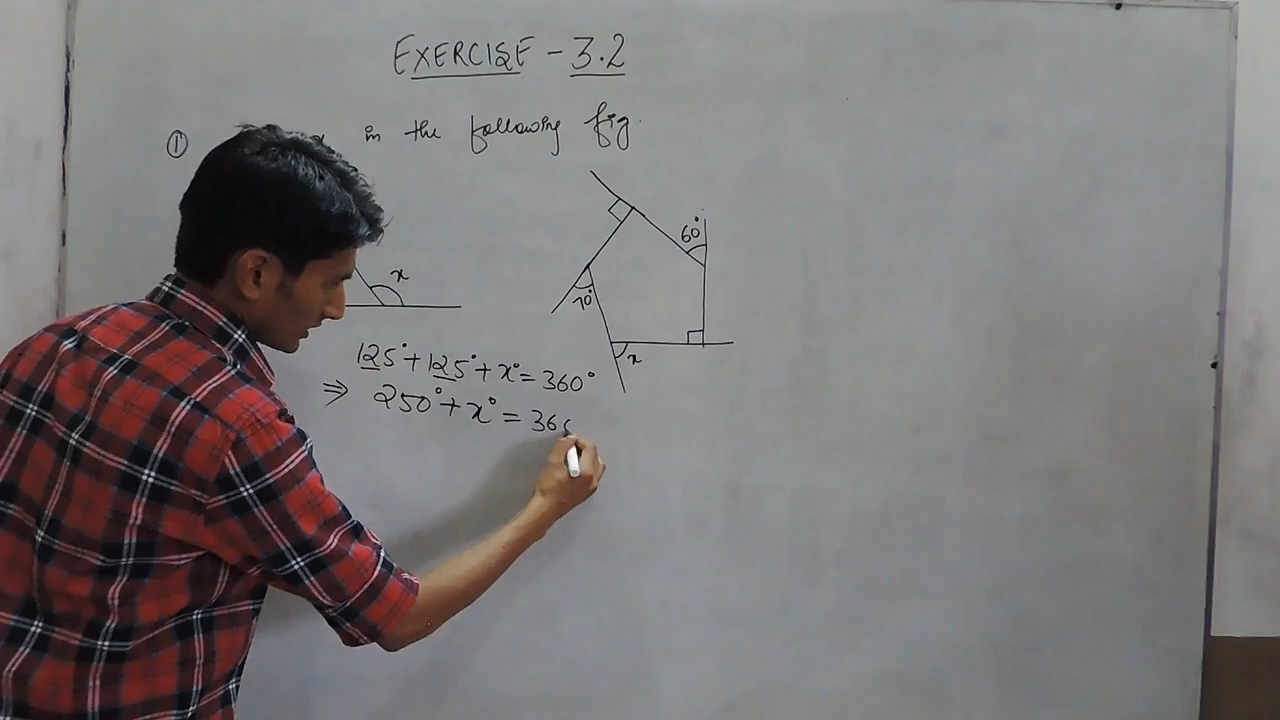 EXERCISE - 3.2
① x in the following fig.
60°
x
70°
x
125° + 125° + x° = 360°
⇒ 250° + x° = 36